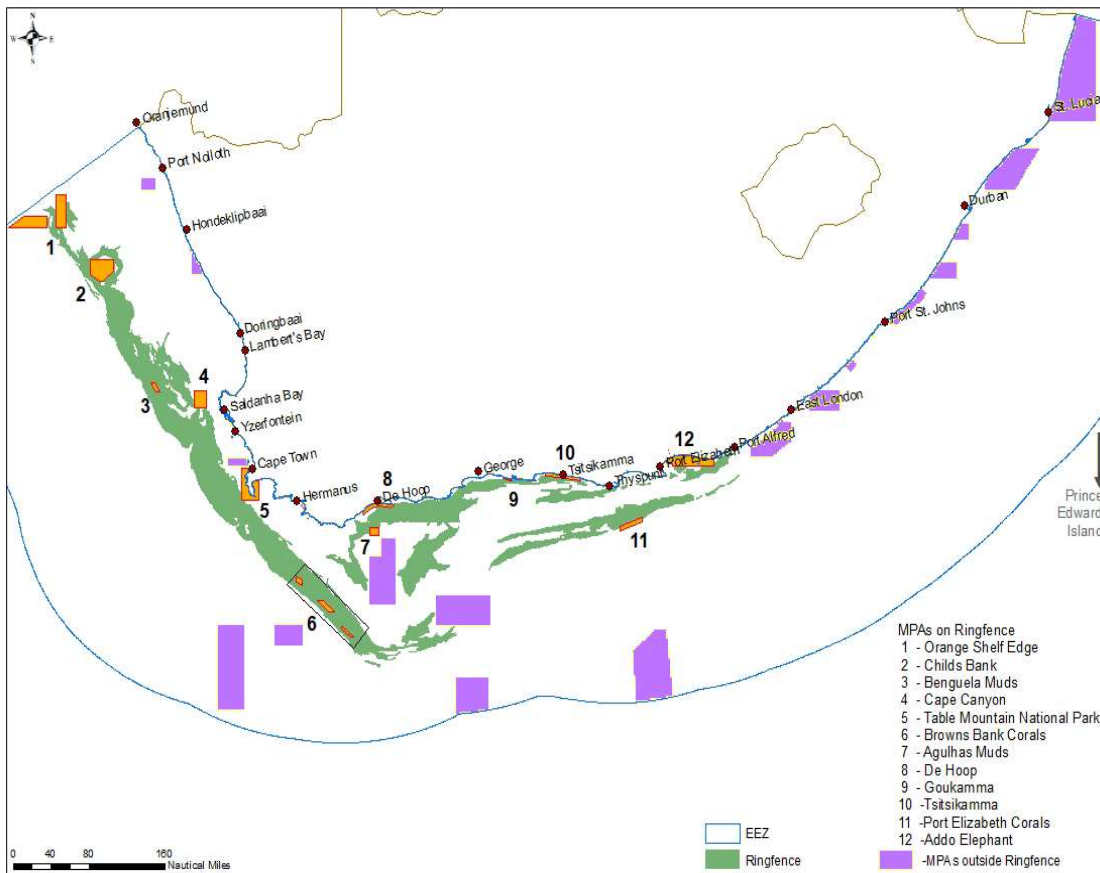 N
W E
S
Oranjemund
Port Nolloth
Hondeklipbaai
Doringbaai
Lambert's Bay
Saldanha Bay
Yzerfontein
Cape Town
Hermanus
De Hoop
George
Tsitsikamma
Thyspunt
Port Elizabeth
Port Alfred
East London
Port St. Johns
Durban
St. Lucia
1
2
3
4
5
6
7
8
9
10
11
12
Prince
Edward
Island
MPAs on Ringfence
1 - Orange Shelf Edge
2 - Childs Bank
3 - Benguela Muds
4 - Cape Canyon
5 - Table Mountain National Park
6 - Browns Bank Corals
7 - Agulhas Muds
8 - De Hoop
9 - Goukamma
10 -Tsitsikamma
11 -Port Elizabeth Corals
12 -Addo Elephant
EEZ
Ringfence
-MPAs outside Ringfence
0 40 80 160
Nautical Miles